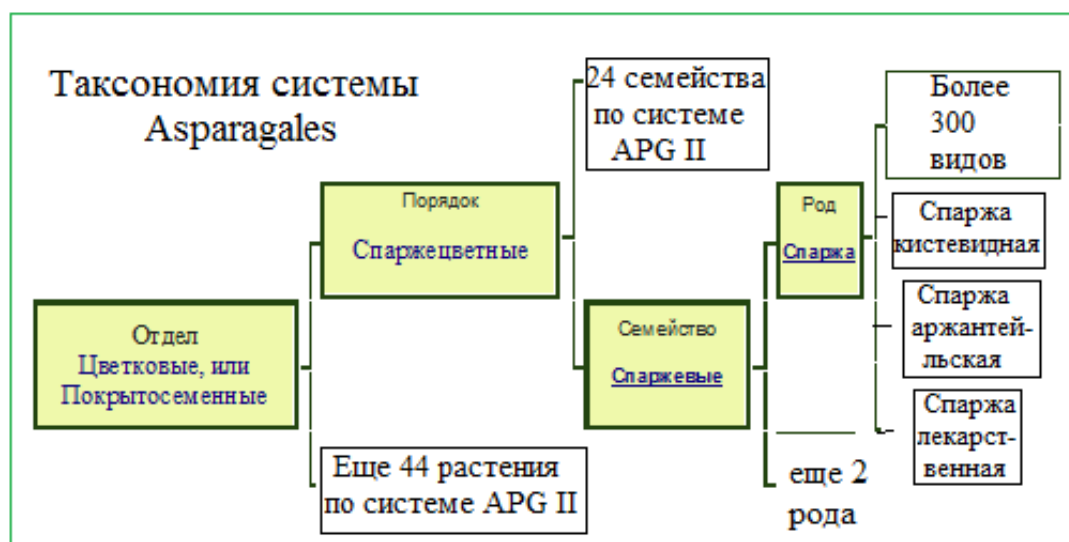 Таксономия системы
Asparagales
24 семейства
по системе
APG II
Более
300
видов
Порядок
Спаржецветные
Род
Спаржа
Спаржа
кистевидная
Отдел
Цветковые, или
Покрытосеменные
Семейство
Спаржевые
Спаржа
аржантей-
льская
Спаржа
лекарст-
венная
Еще 44 растения
по системе APG II
еще 2
рода